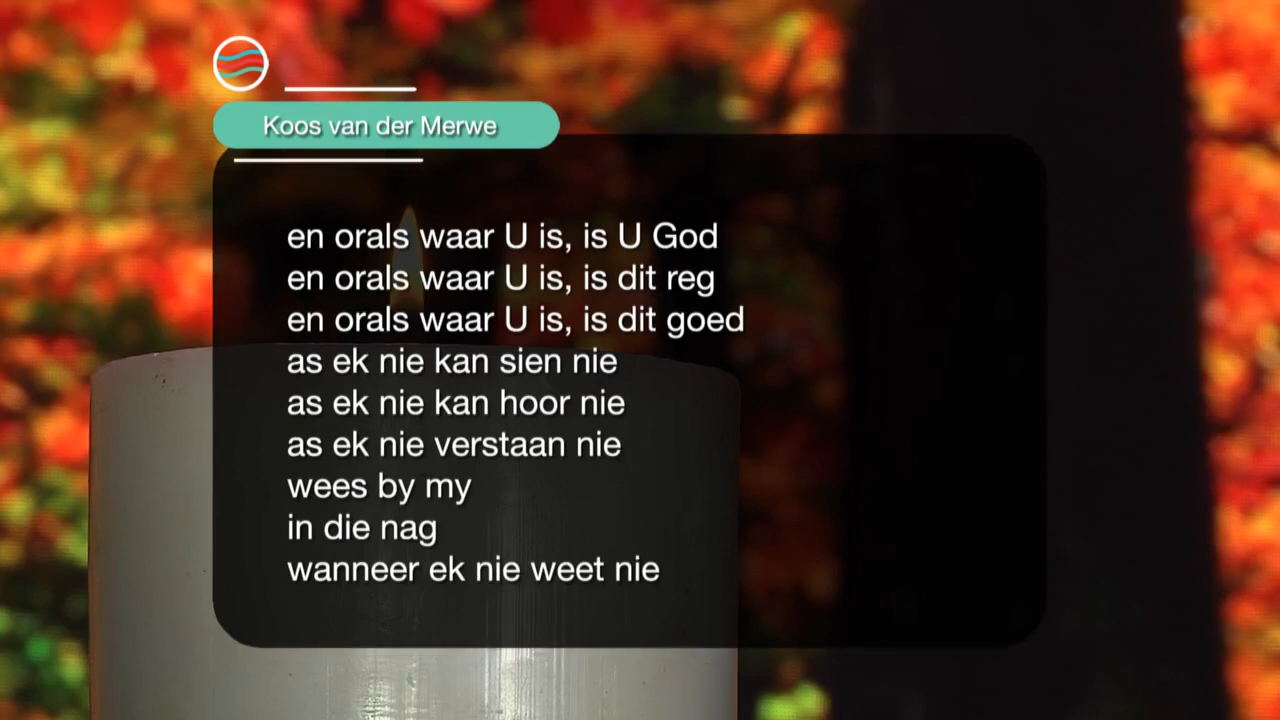 Koos van der Merwe
en orals waar U is, is U God
en orals waar U is, is dit reg
en orals waar U is, is dit goed
as ek nie kan sien nie
as ek nie kan hoor nie
as ek nie verstaan nie
wees by my
in die nag
wanneer ek nie weet nie